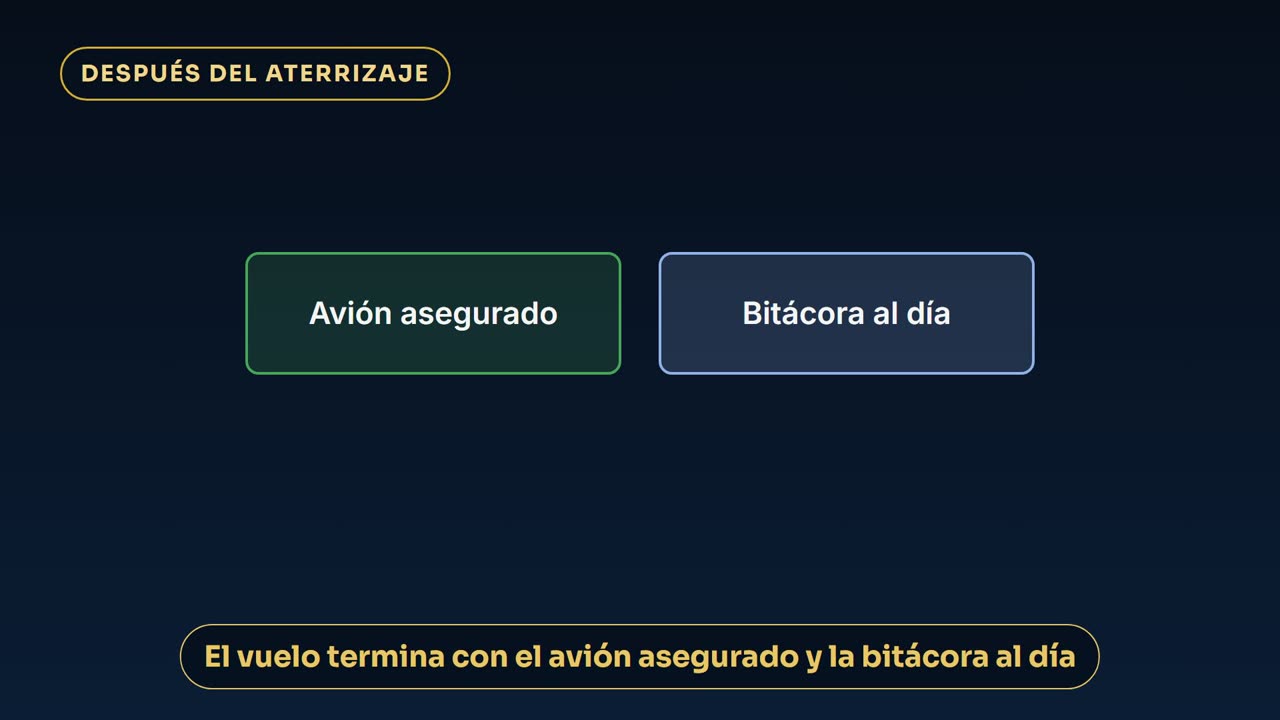 DESPUÉS DEL ATERRIZAJE
Avión asegurado
Bitácora al día
El vuelo termina con el avión asegurado y la bitácora al día